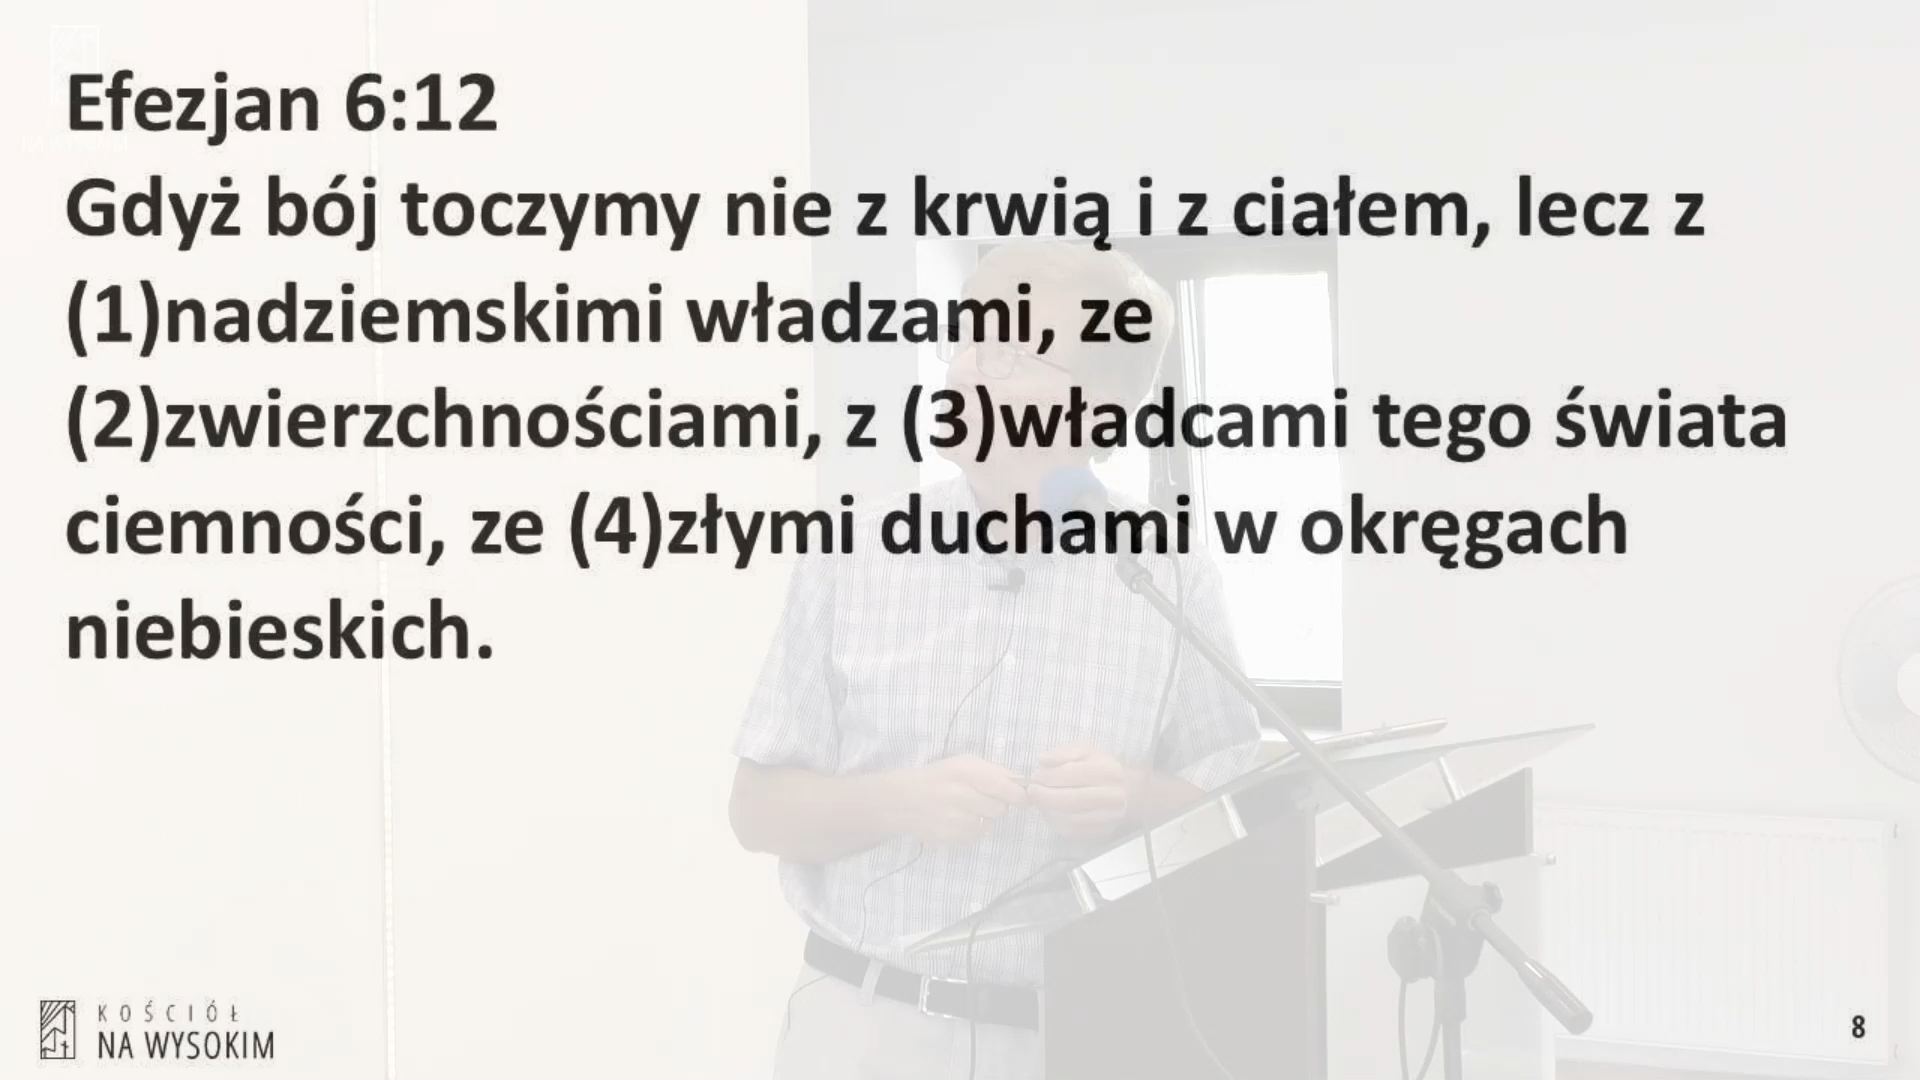 Efezjan 6:12
Gdyż bój toczymy nie z krwią i z ciałem, lecz z
(1)nadziemskimi władzami, ze
(2)zwierzchnościami, z (3)władcami tego świata
ciemności, ze (4)złymi duchami w okręgach
niebieskich.
KOŚCIÓŁ
NA WYSOKIM
8